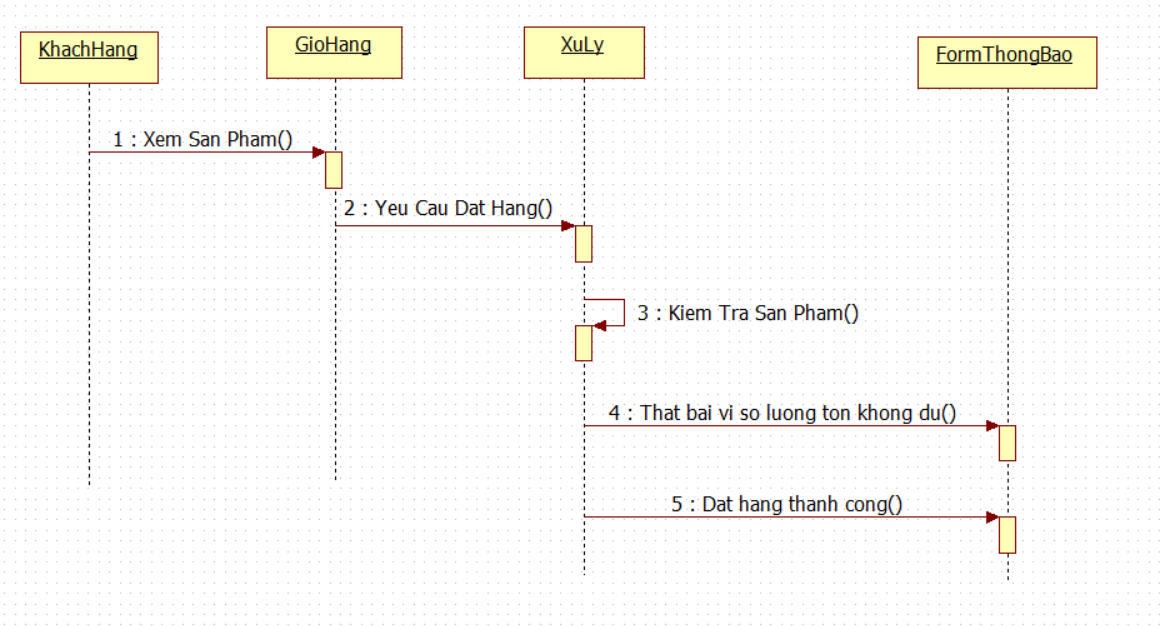 KhachHang
GioHang
XuLy
FormThongBao
1 : Xem San Pham()
2 : Yeu Cau Dat Hang()
3 : Kiem Tra San Pham()
4 : That bai vi so luong ton khong du()
5 : Dat hang thanh cong()